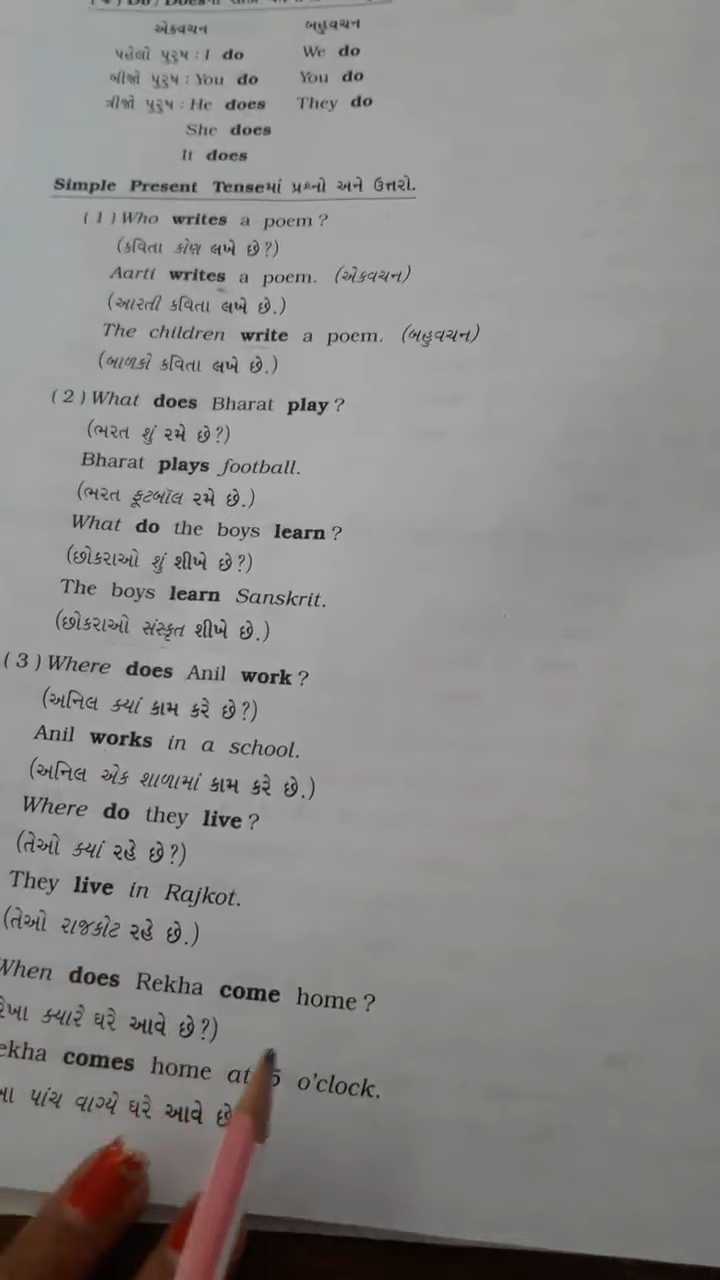 એકવચન બહુવચન
પહેલો પુરુષ : I do We do
બીજો પુરુષ : You do You do
ત્રીજો પુરુષ : He does They do
She does
It does
Simple Present Tenseમાં પ્રશ્નો અને ઉત્તરો.
( 1 ) Who writes a poem ?
(કવિતા કોણ લખે છે ?)
Aarti writes a poem. (એકવચન)
(આરતી કવિતા લખે છે.)
The children write a poem. (બહુવચન)
(બાળકો કવિતા લખે છે.)
( 2 ) What does Bharat play ?
(ભરત શું રમે છે ?)
Bharat plays football.
(ભરત ફૂટબૉલ રમે છે.)
What do the boys learn ?
(છોકરાઓ શું શીખે છે ?)
The boys learn Sanskrit.
(છોકરાઓ સંસ્કૃત શીખે છે.)
( 3 ) Where does Anil work ?
(અનિલ ક્યાં કામ કરે છે ?)
Anil works in a school.
(અનિલ એક શાળામાં કામ કરે છે.)
Where do they live ?
(તેઓ ક્યાં રહે છે ?)
They live in Rajkot.
(તેઓ રાજકોટ રહે છે.)
When does Rekha come home ?
ક્યારે ઘરે આવે છે ?)
comes home at 5 o'clock.
પાંચ વાગ્યે ઘરે આવે છે